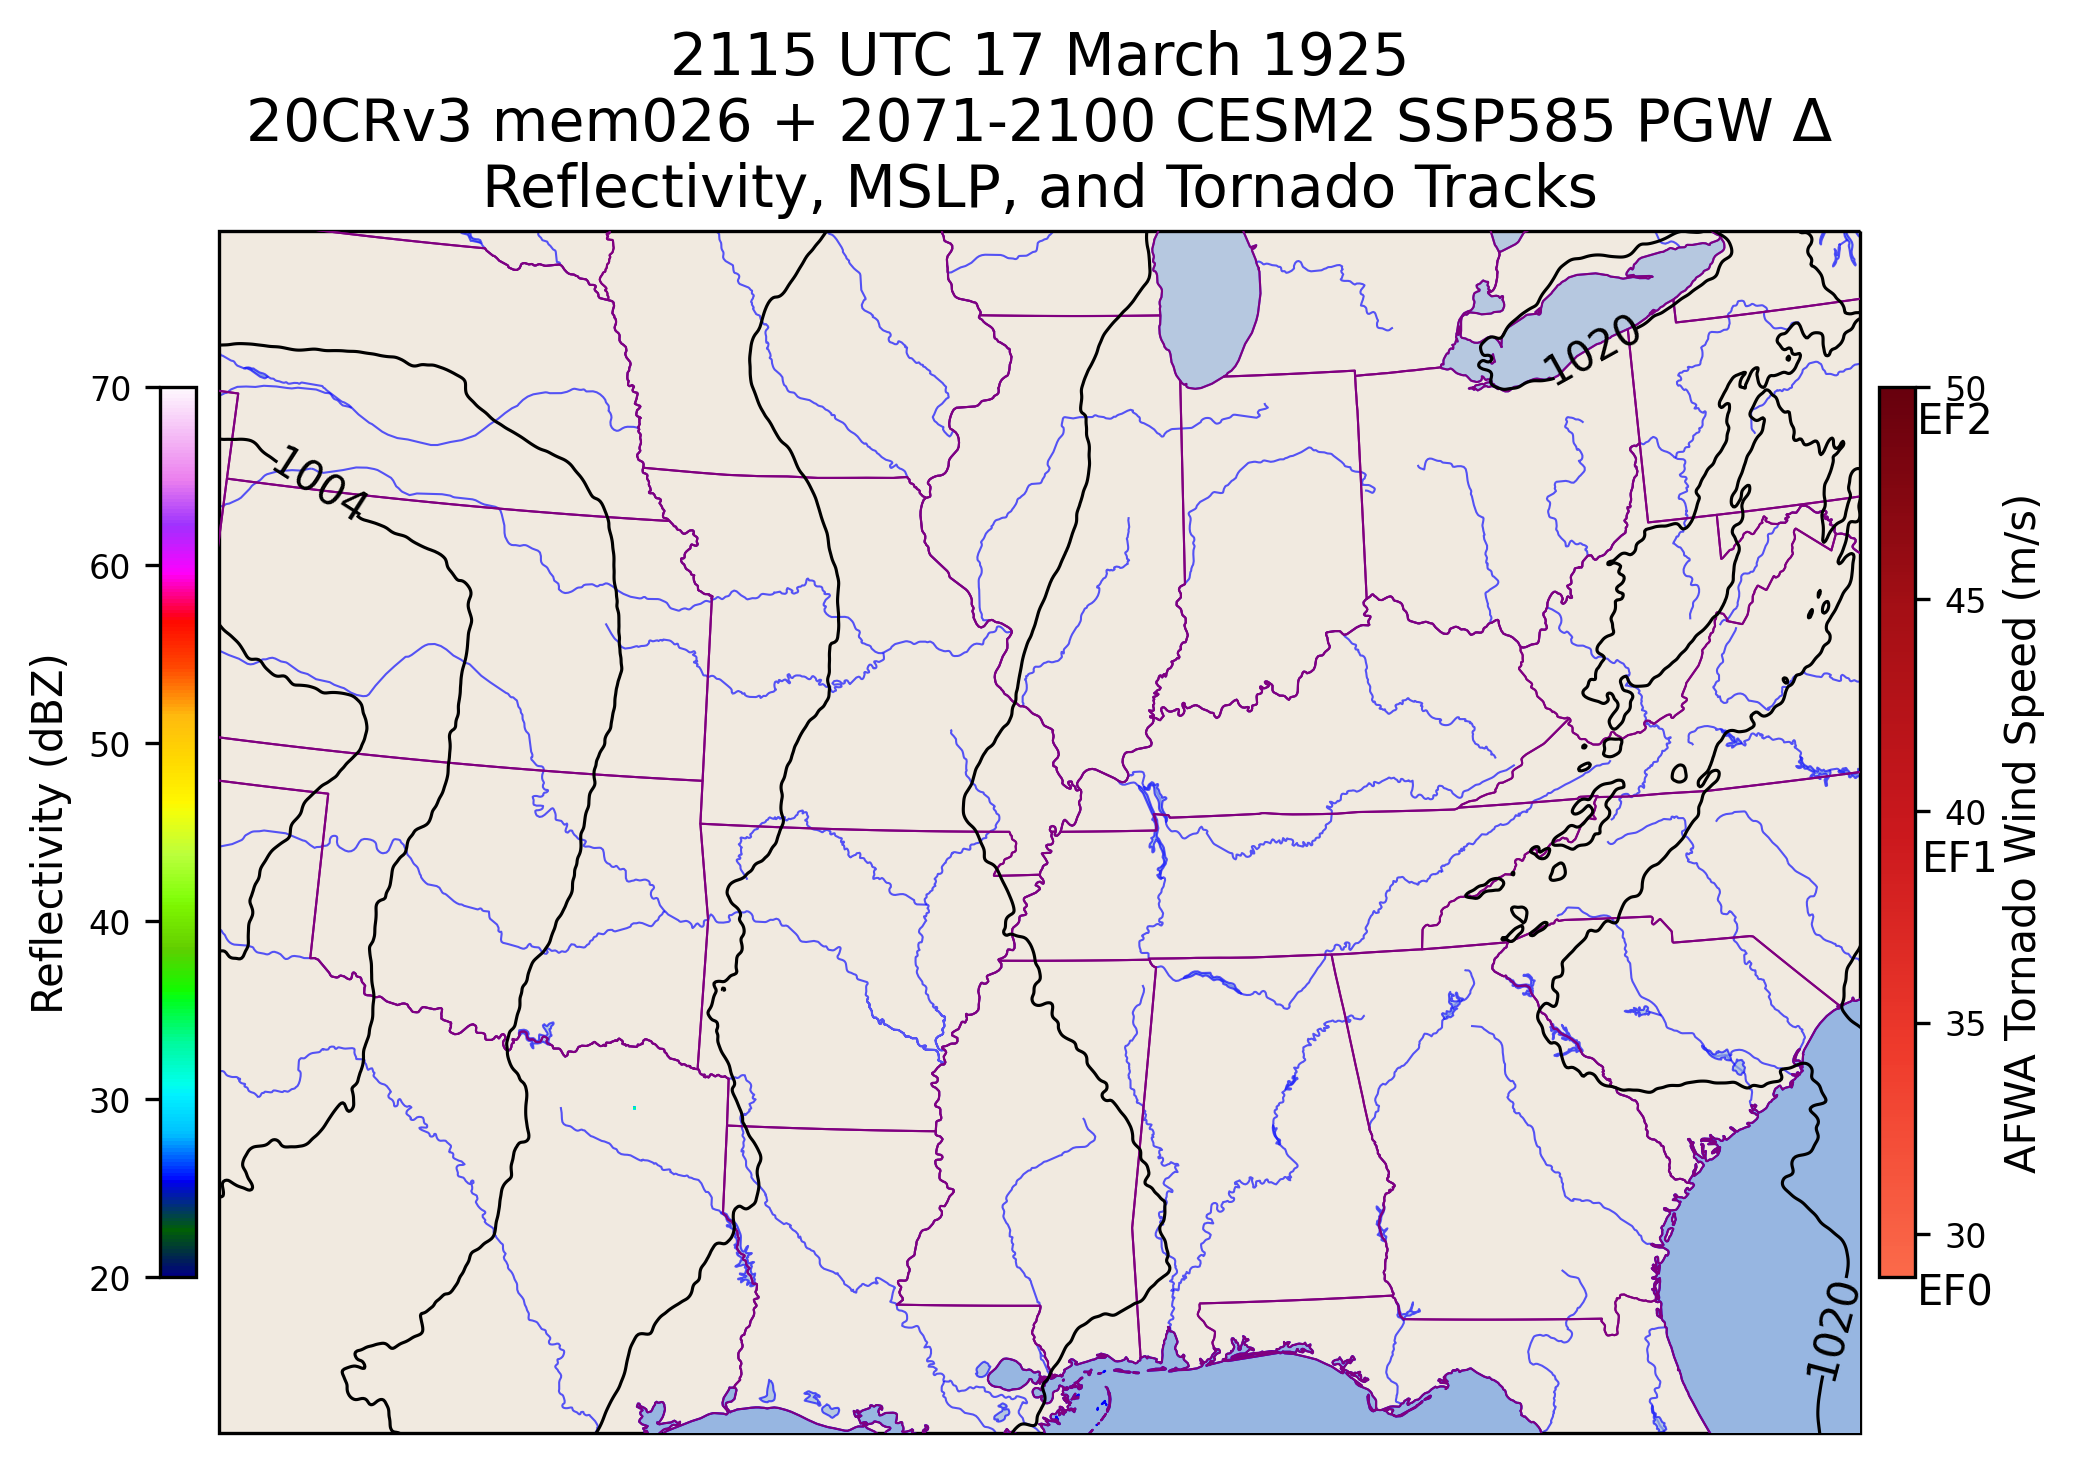 2115 UTC 17 March 1925
20CRv3 mem026 + 2071-2100 CESM2 SSP585 PGW Δ
Reflectivity, MSLP, and Tornado Tracks
Reflectivity (dBZ)
70
60
50
40
30
20
1004
1020
1020
50
EF2
45
40
EF1
35
30
EF0
AFWA Tornado Wind Speed (m/s)